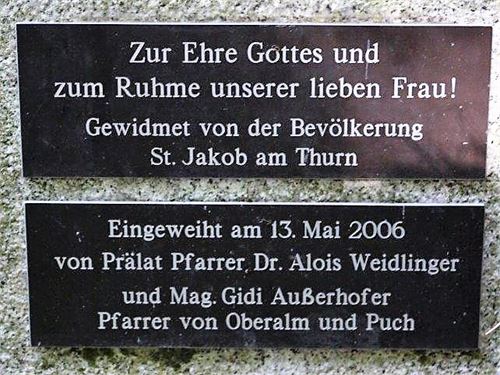 Zur Ehre Gottes und
zum Ruhme unserer lieben Frau!
Gewidmet von der Bevölkerung
St. Jakob am Thurn
Eingeweiht am 13. Mai 2006
von Prälat Pfarrer Dr. Alois Weidlinger
und Mag. Gidi Außerhofer
Pfarrer von Oberalm und Puch